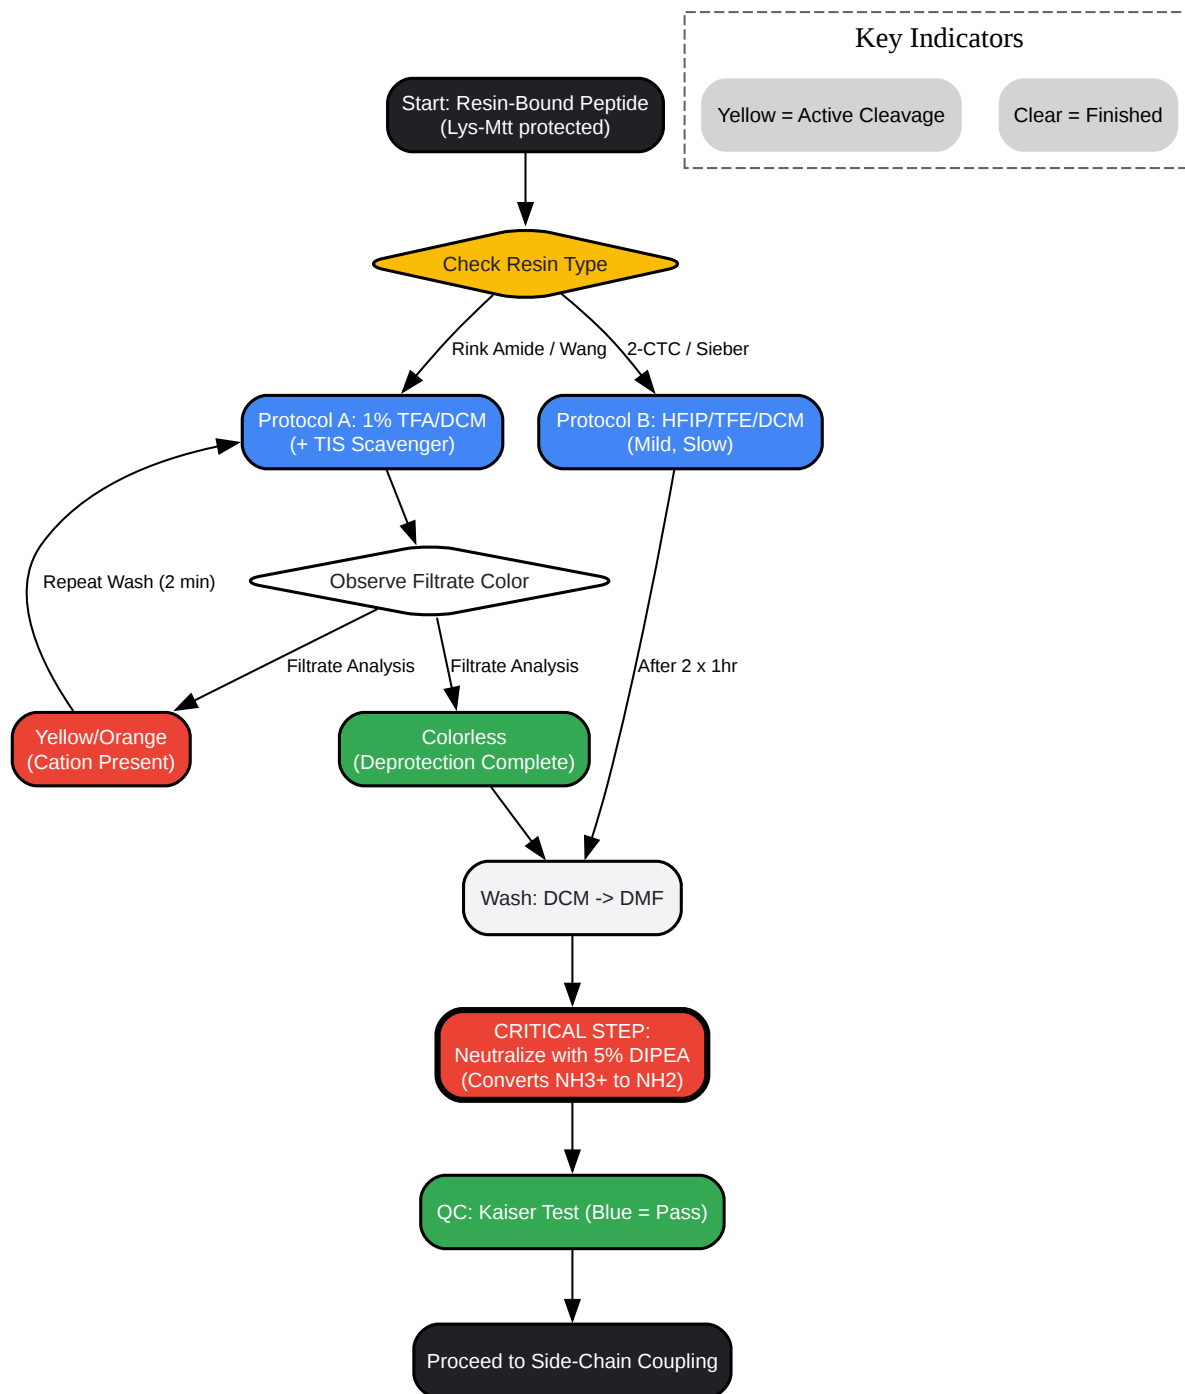 Key Indicators
Yellow = Active Cleavage
Clear = Finished
Start: Resin-Bound Peptide
(Lys-Mtt protected)
Check Resin Type
Rink Amide / Wang
2-CTC / Sieber
Protocol A: 1% TFA/DCM
(+ TIS Scavenger)
Protocol B: HFIP/TFE/DCM
(Mild, Slow)
Repeat Wash (2 min)
Observe Filtrate Color
Filtrate Analysis
Filtrate Analysis
After 2 x 1hr
Yellow/Orange
(Cation Present)
Colorless
(Deprotection Complete)
Wash: DCM -> DMF
CRITICAL STEP:
Neutralize with 5% DIPEA
(Converts NH3+ to NH2)
QC: Kaiser Test (Blue = Pass)
Proceed to Side-Chain Coupling